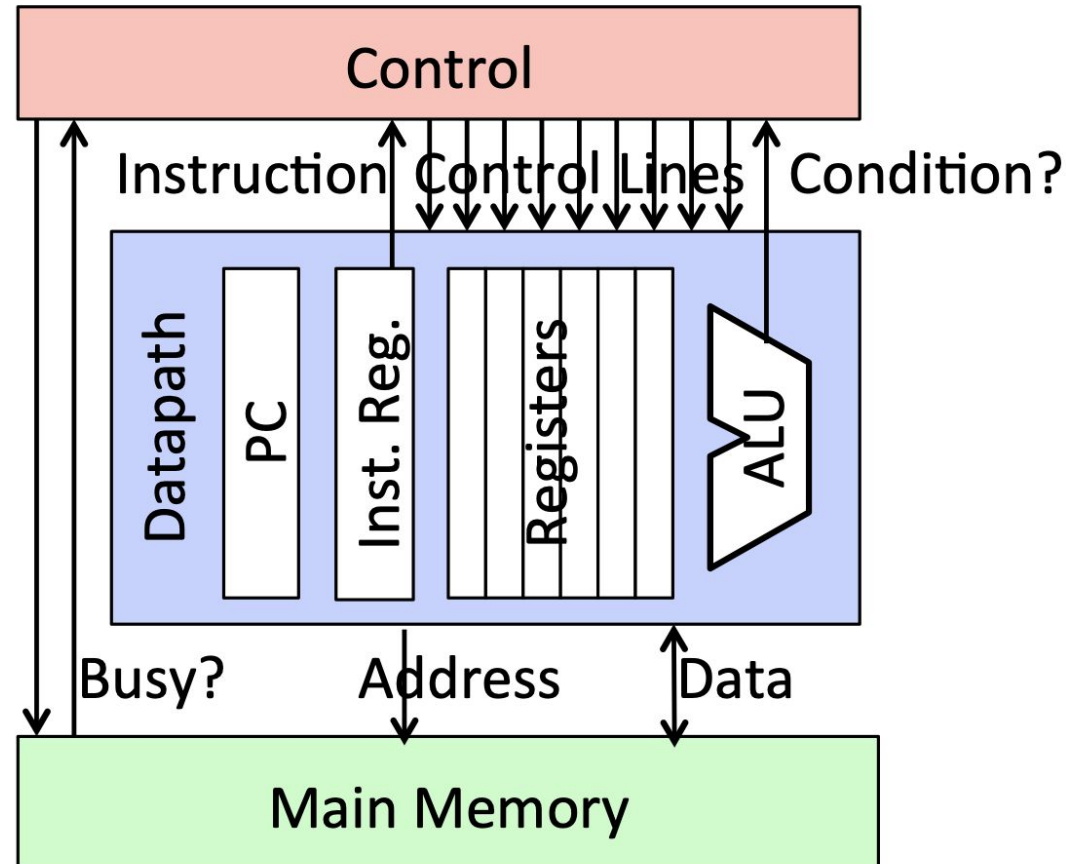 Control
Instruction Control Lines Condition?
Datapath
PC
Inst. Reg.
Registers
ALU
Busy? Address Data
Main Memory